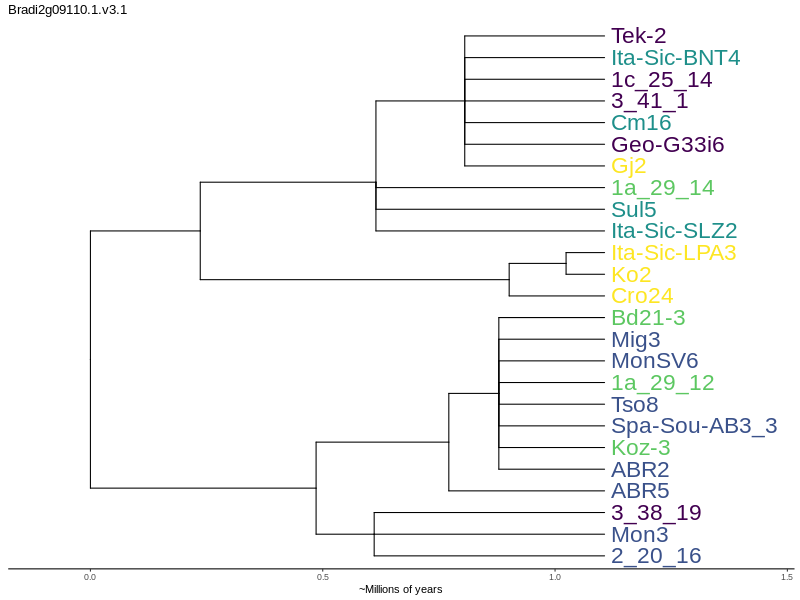 Bradi2g09110.1.v3.1
Tek-2
Ita-Sic-BNT4
1c_25_14
3_41_1
Cm16
Geo-G33i6
Gj2
1a_29_14
Sul5
Ita-Sic-SLZ2
Ita-Sic-LPA3
Ko2
Cro24
Bd21-3
Mig3
MonSV6
1a_29_12
Tso8
Spa-Sou-AB3_3
Koz-3
ABR2
ABR5
3_38_19
Mon3
2_20_16
0.0 0.5 1.0 1.5
~Millions of years